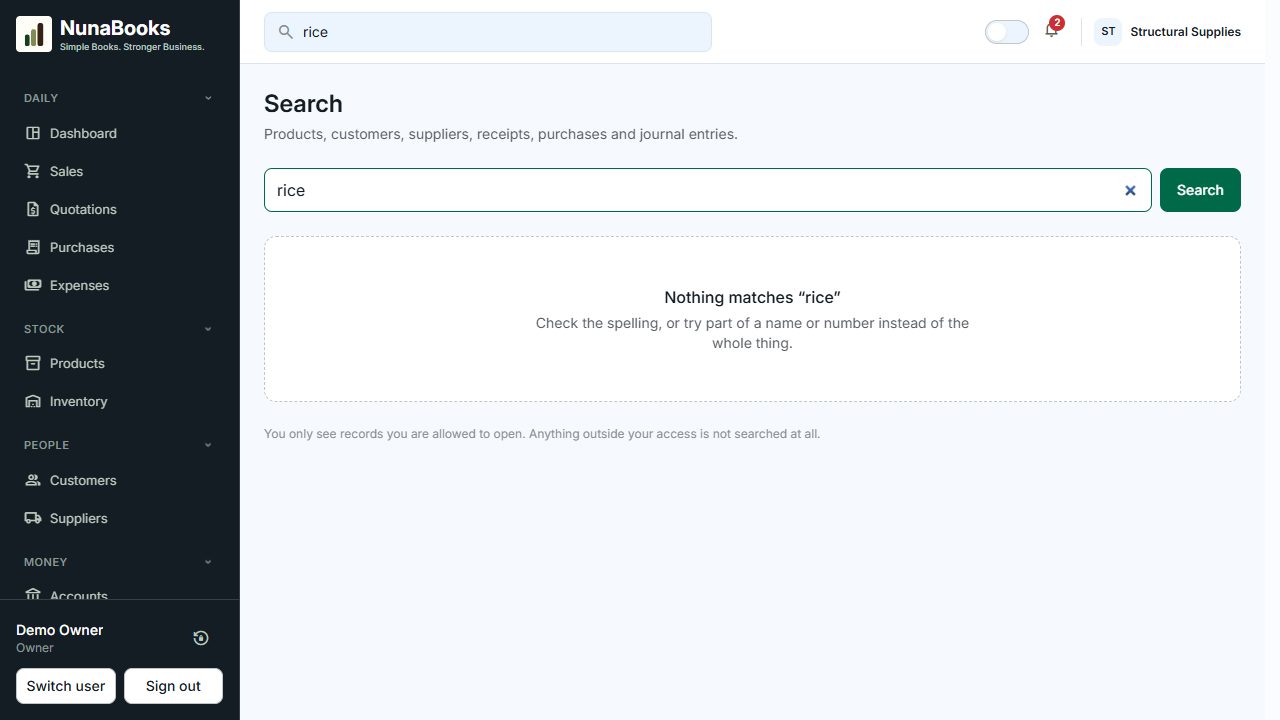 NunaBooks
Simple Books. Stronger Business.
DAILY
Dashboard
Sales
Quotations
Purchases
Expenses
STOCK
Products
Inventory
PEOPLE
Customers
Suppliers
MONEY
Accounts
Demo Owner
Owner
Switch user
Sign out
rice
2
ST
Structural Supplies
Search
Products, customers, suppliers, receipts, purchases and journal entries.
rice
Search
Nothing matches “rice”
Check the spelling, or try part of a name or number instead of the
whole thing.
You only see records you are allowed to open. Anything outside your access is not searched at all.